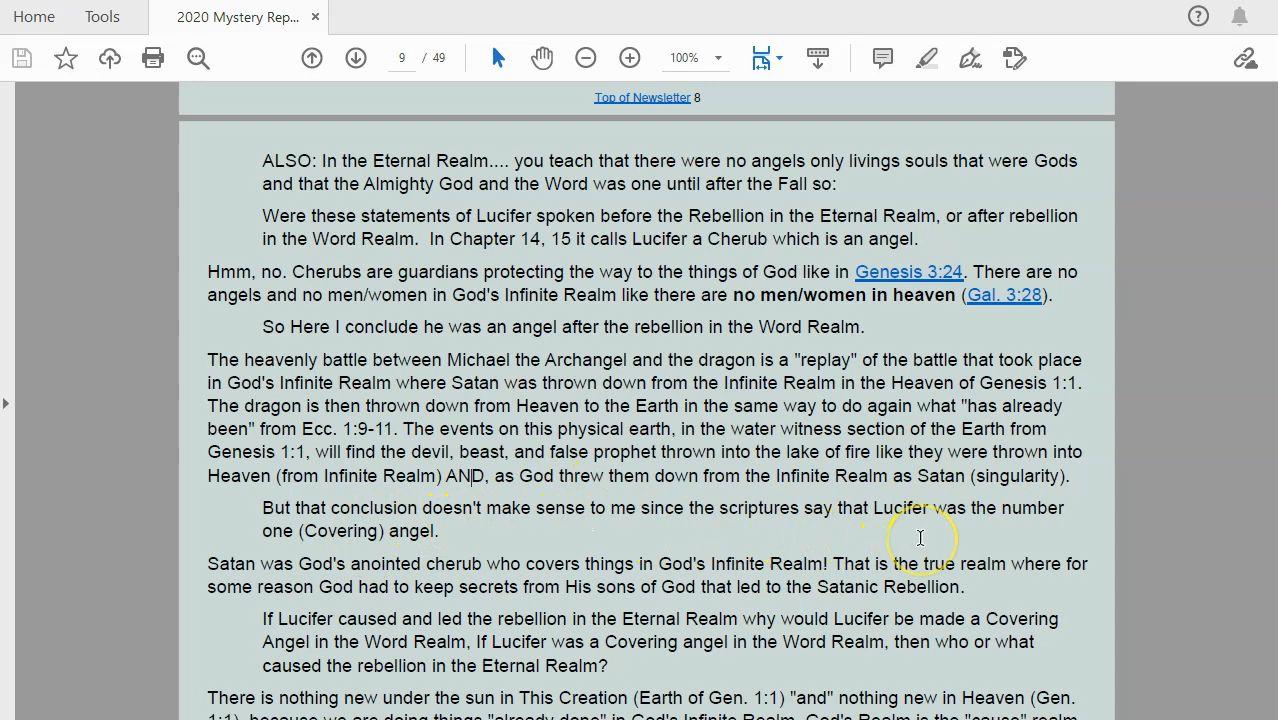 Home Tools 2020 Mystery Rep... ×
9 / 49 100%
Top of Newsletter 8
ALSO: In the Eternal Realm.... you teach that there were no angels only livings souls that were Gods
and that the Almighty God and the Word was one until after the Fall so:
Were these statements of Lucifer spoken before the Rebellion in the Eternal Realm, or after rebellion
in the Word Realm.  In Chapter 14, 15 it calls Lucifer a Cherub which is an angel.
Hmm, no. Cherubs are guardians protecting the way to the things of God like in Genesis 3:24. There are no
angels and no men/women in God's Infinite Realm like there are no men/women in heaven (Gal. 3:28).
So Here I conclude he was an angel after the rebellion in the Word Realm.
The heavenly battle between Michael the Archangel and the dragon is a "replay" of the battle that took place
in God's Infinite Realm where Satan was thrown down from the Infinite Realm in the Heaven of Genesis 1:1.
The dragon is then thrown down from Heaven to the Earth in the same way to do again what "has already
been" from Ecc. 1:9-11. The events on this physical earth, in the water witness section of the Earth from
Genesis 1:1, will find the devil, beast, and false prophet thrown into the lake of fire like they were thrown into
Heaven (from Infinite Realm) AND, as God threw them down from the Infinite Realm as Satan (singularity).
But that conclusion doesn't make sense to me since the scriptures say that Lucifer was the number
one (Covering) angel.
Satan was God's anointed cherub who covers things in God's Infinite Realm! That is the true realm where for
some reason God had to keep secrets from His sons of God that led to the Satanic Rebellion.
If Lucifer caused and led the rebellion in the Eternal Realm why would Lucifer be made a Covering
Angel in the Word Realm, If Lucifer was a Covering angel in the Word Realm, then who or what
caused the rebellion in the Eternal Realm?
There is nothing new under the sun in This Creation (Earth of Gen. 1:1) "and" nothing new in Heaven (Gen.
1:1), because we are doing things "already done" in God's Infinite Realm. God's Realm is the "cause" realm